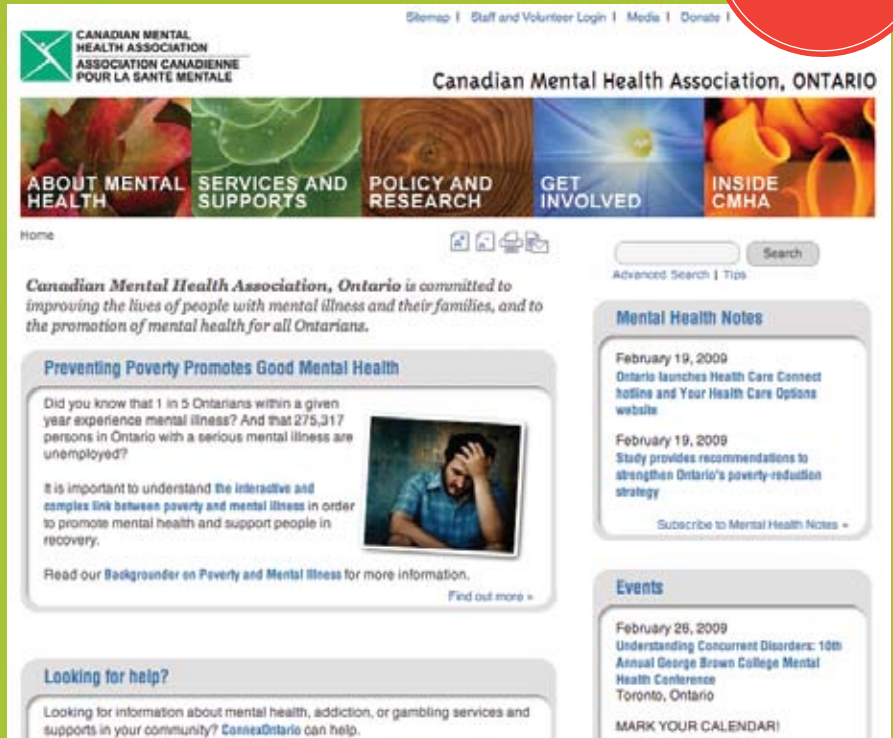 Sitemap | Staff and Volunteer Login | Media | Donate |
CANADIAN MENTAL
HEALTH ASSOCIATION
ASSOCIATION CANADIENNE
POUR LA SANTE MENTALE
Canadian Mental Health Association, ONTARIO
ABOUT MENTAL
HEALTH
SERVICES AND
SUPPORTS
POLICY AND
RESEARCH
GET
INVOLVED
INSIDE
CMHA
Home
Search
Advanced Search | Tips
Canadian Mental Health Association, Ontario is committed to
improving the lives of people with mental illness and their families, and to
the promotion of mental health for all Ontarians.
Preventing Poverty Promotes Good Mental Health
Did you know that 1 in 5 Ontarians within a given
year experience mental illness? And that 275,317
persons in Ontario with a serious mental illness are
unemployed?
It is important to understand the interactive and
complex link between poverty and mental illness in order
to promote mental health and support people in
recovery.
Read our Backgrounder on Poverty and Mental Illness for more information.
Find out more »
Looking for help?
Looking for information about mental health, addiction, or gambling services and
supports in your community? ConnexOntario can help.
Mental Health Notes
February 19, 2009
Ontario launches Health Care Connect
hotline and Your Health Care Options
website
February 19, 2009
Study provides recommendations to
strengthen Ontario's poverty-reduction
strategy
Subscribe to Mental Health Notes »
Events
February 26, 2009
Understanding Concurrent Disorders: 10th
Annual George Brown College Mental
Health Conference
Toronto, Ontario
MARK YOUR CALENDAR!